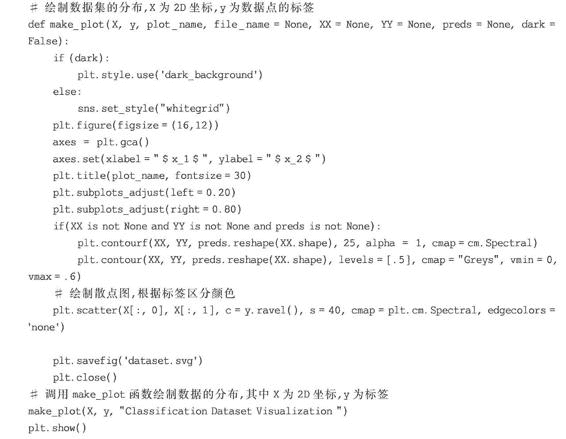 # 绘制数据集的分布,X 为 2D 坐标,y 为数据点的标签
def make_plot(X, y, plot_name, file_name = None, XX = None, YY = None, preds = None, dark =
False):
    if (dark):
        plt.style.use('dark_background')
    else:
        sns.set_style("whitegrid")
    plt.figure(figsize = (16,12))
    axes = plt.gca()
    axes.set(xlabel = " $ x_1 $ ", ylabel = " $ x_2 $ ")
    plt.title(plot_name, fontsize = 30)
    plt.subplots_adjust(left = 0.20)
    plt.subplots_adjust(right = 0.80)
    if(XX is not None and YY is not None and preds is not None):
        plt.contourf(XX, YY, preds.reshape(XX.shape), 25, alpha = 1, cmap = cm.Spectral)
        plt.contour(XX, YY, preds.reshape(XX.shape), levels = [.5], cmap = "Greys", vmin = 0,
vmax = .6)
    # 绘制散点图,根据标签区分颜色
    plt.scatter(X[:, 0], X[:, 1], c = y.ravel(), s = 40, cmap = plt.cm.Spectral, edgecolors =
'none')
    plt.savefig('dataset.svg')
    plt.close()
# 调用 make_plot 函数绘制数据的分布,其中 X 为 2D 坐标,y 为标签
make_plot(X, y, "Classification Dataset Visualization ")
plt.show()